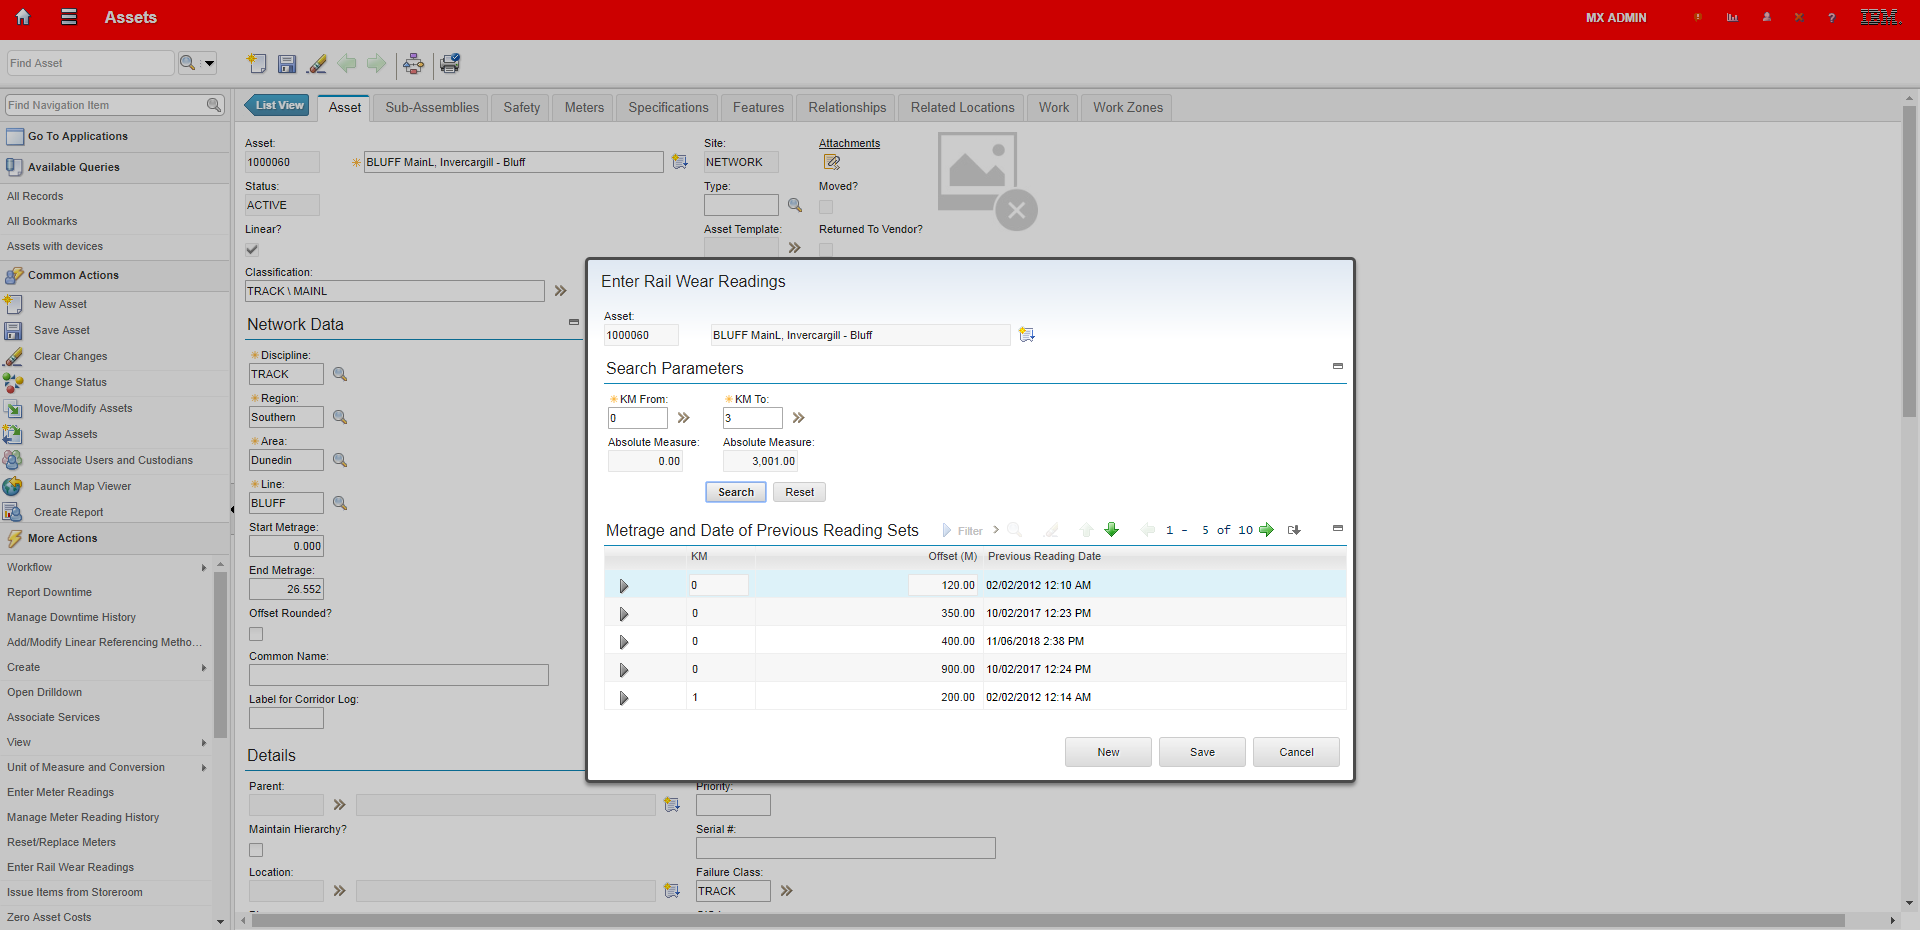 Assets
MX ADMIN
?
IBM
Find Asset
Find Navigation Item
Go To Applications
Available Queries
All Records
All Bookmarks
Assets with devices
Common Actions
New Asset
Save Asset
Clear Changes
Change Status
Move/Modify Assets
Swap Assets
Associate Users and Custodians
Launch Map Viewer
Create Report
More Actions
Workflow
Report Downtime
Manage Downtime History
Add/Modify Linear Referencing Metho...
Create
Open Drilldown
Associate Services
View
Unit of Measure and Conversion
Enter Meter Readings
Manage Meter Reading History
Reset/Replace Meters
Enter Rail Wear Readings
Issue Items from Storeroom
Zero Asset Costs
List View Asset Sub-Assemblies Safety Meters Specifications Features Relationships Related Locations Work Work Zones
Asset:
1000060
BLUFF MainL, Invercargill - Bluff
Site:
NETWORK
Attachments
Status:
ACTIVE
Type:
Moved?
Linear?
Asset Template:
Returned To Vendor?
Classification:
TRACK \ MAINL
Network Data
Discipline:
TRACK
Region:
Southern
Area:
Dunedin
Line:
BLUFF
Start Metrage:
0.000
End Metrage:
26.552
Offset Rounded?
Common Name:
Label for Corridor Log:
Details
Parent:
Maintain Hierarchy?
Location:
Priority:
Serial #:
Failure Class:
TRACK
Enter Rail Wear Readings
Asset:
1000060
BLUFF MainL, Invercargill - Bluff
Search Parameters
KM From: KM To:
0 3
Absolute Measure: Absolute Measure:
0.00 3,001.00
Search Reset
Metrage and Date of Previous Reading Sets Filter 1 - 5 of 10
KM Offset (M) Previous Reading Date
0 120.00 02/02/2012 12:10 AM
0 350.00 10/02/2017 12:23 PM
0 400.00 11/06/2018 2:38 PM
0 900.00 10/02/2017 12:24 PM
1 200.00 02/02/2012 12:14 AM
New Save Cancel